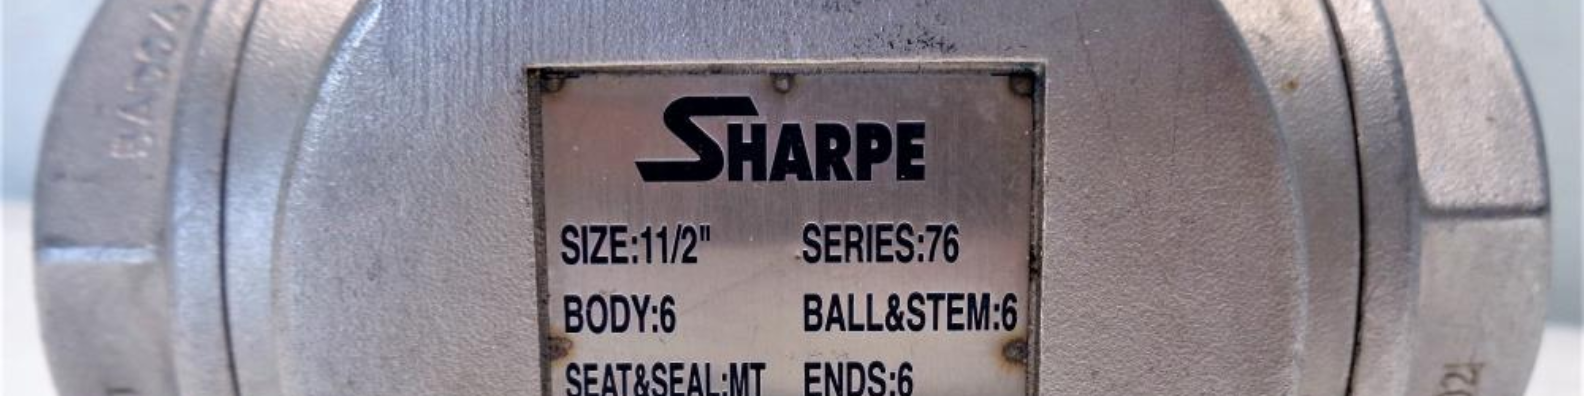 SHARPE
SIZE:11/2" SERIES:76
BODY:6 BALL&STEM:6
SEAT&SEAL:MT ENDS:6